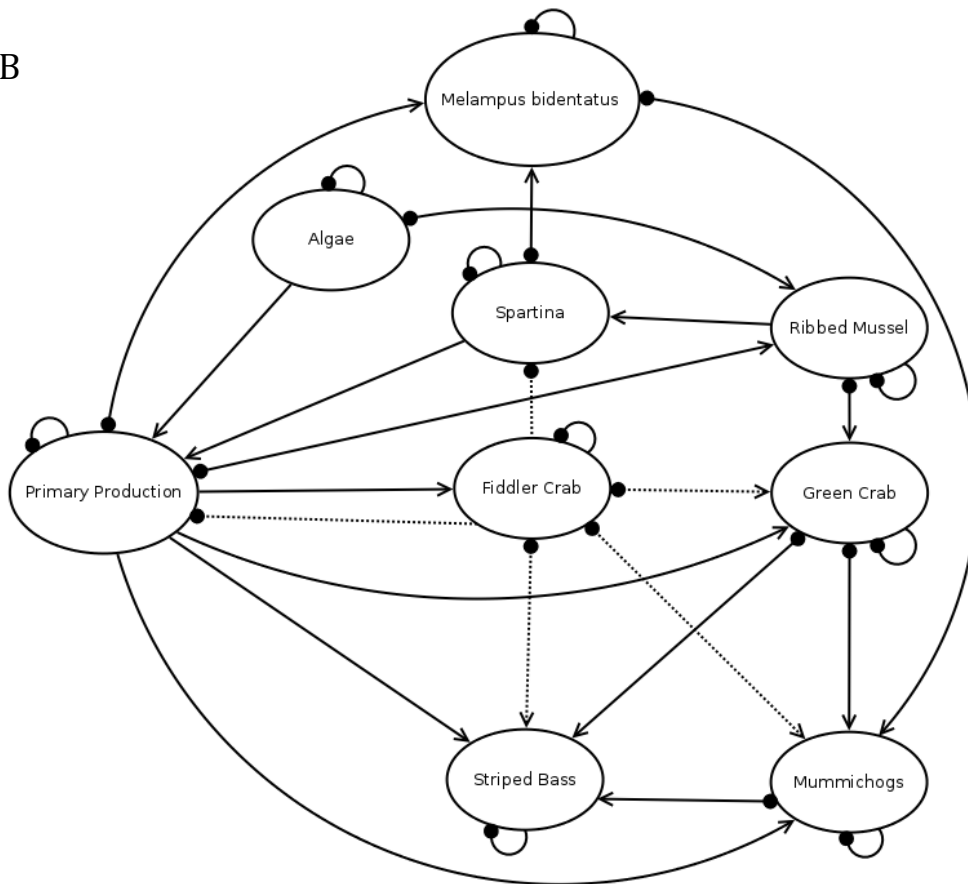 B
Melampus bidentatus
Algae
Spartina
Ribbed Mussel
Primary Production
Fiddler Crab
Green Crab
Striped Bass
Mummichogs